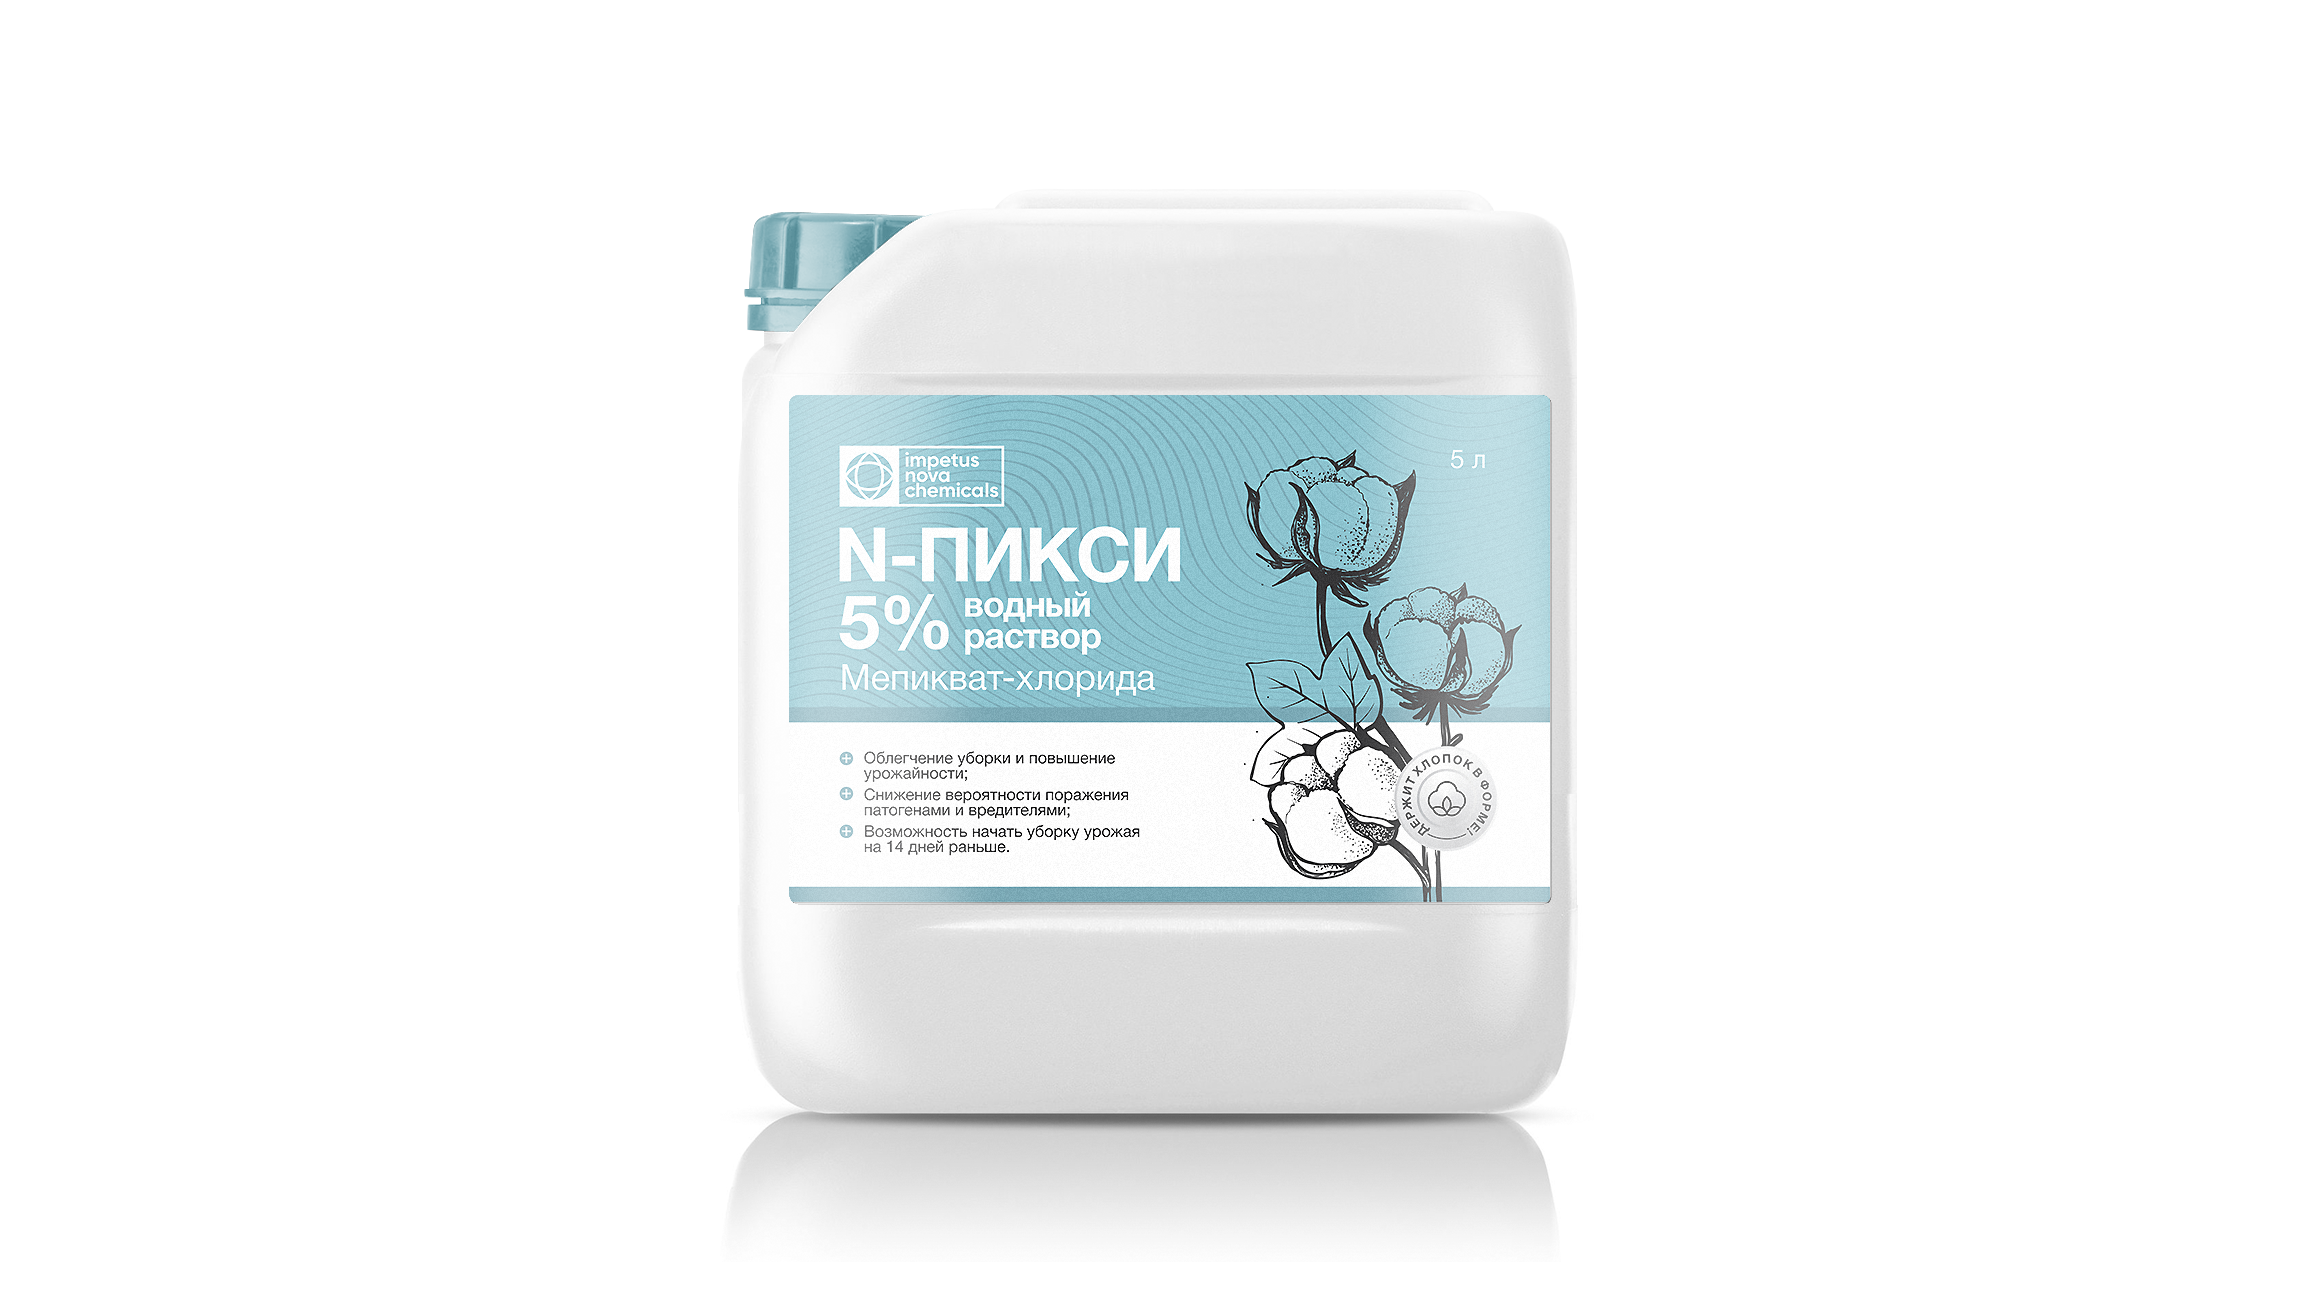 impetus
nova
chemicals
5 л
N-ПИКСИ
5% водный
раствор
Мепикват-хлорида
Облегчение уборки и повышение
урожайности;
Снижение вероятности поражения
патогенами и вредителями;
Возможность начать уборку урожая
на 14 дней раньше.
ДЕРЖИТ ХЛОПОК В ФОРМЕ!